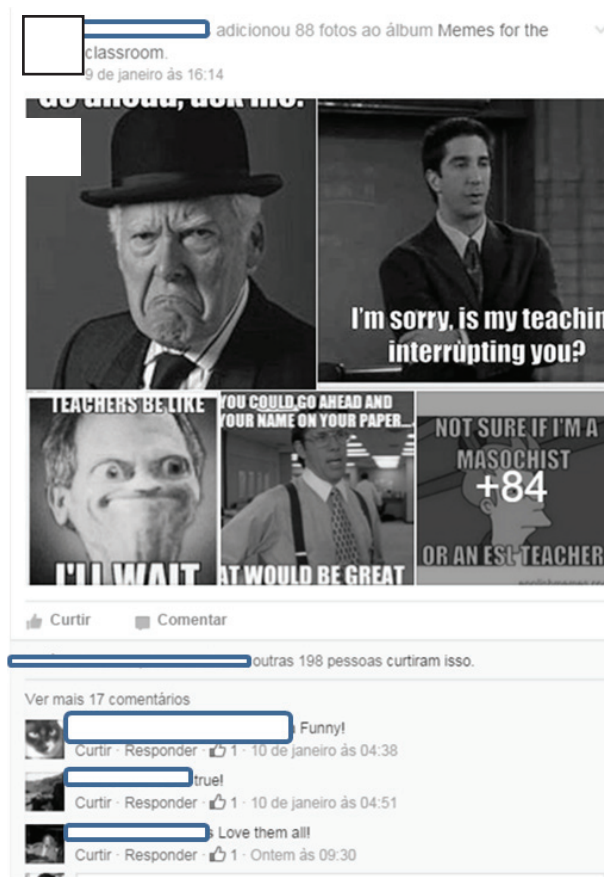 adicionou 88 fotos ao álbum Memes for the
classroom.
9 de janeiro às 16:14
I'm sorry, is my teachin
interrupting you?
TEACHERS BE LIKE
I'LL WAIT
YOU COULD GO AHEAD AND
YOUR NAME ON YOUR PAPER
AT WOULD BE GREAT
NOT SURE IF I'M A
MASOCHIST
+84
OR AN ESL TEACHER
Curtir Comentar
outras 198 pessoas curtiram isso.
Ver mais 17 comentários
Funny!
Curtir · Responder · 1 · 10 de janeiro às 04:38
true!
Curtir · Responder · 1 · 10 de janeiro às 04:51
Love them all!
Curtir · Responder · 1 · Ontem às 09:30